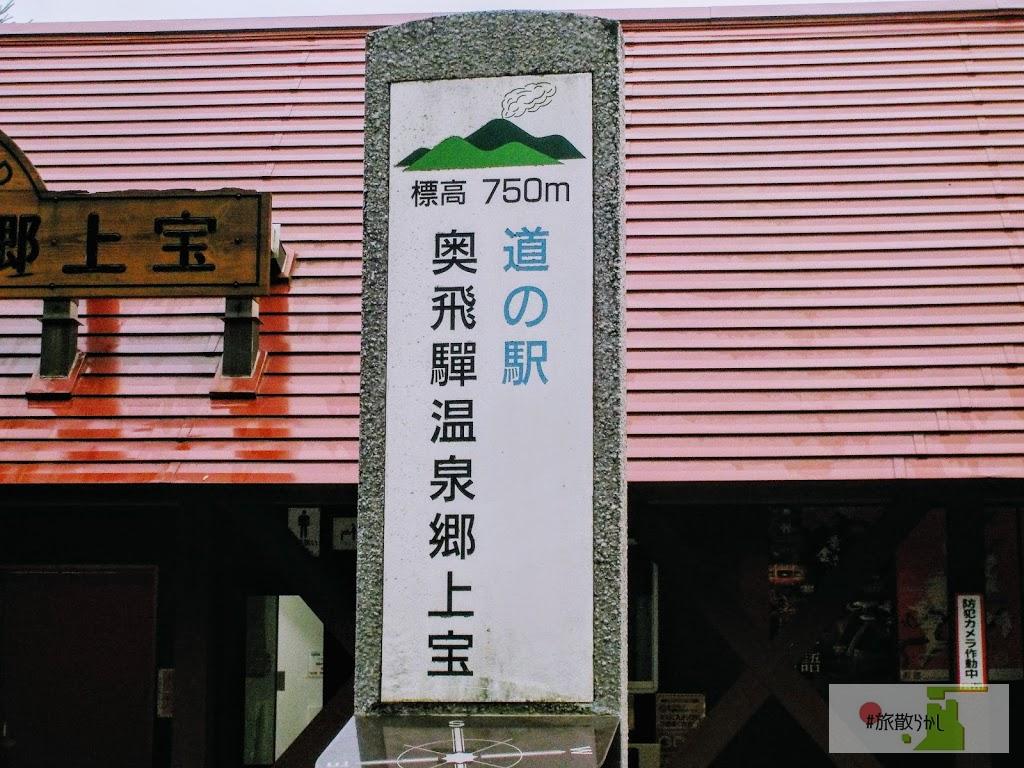 標高 750m
道の駅
奥飛驒温泉郷上宝
郷上宝
防犯カメラ作動中
#旅散らかし